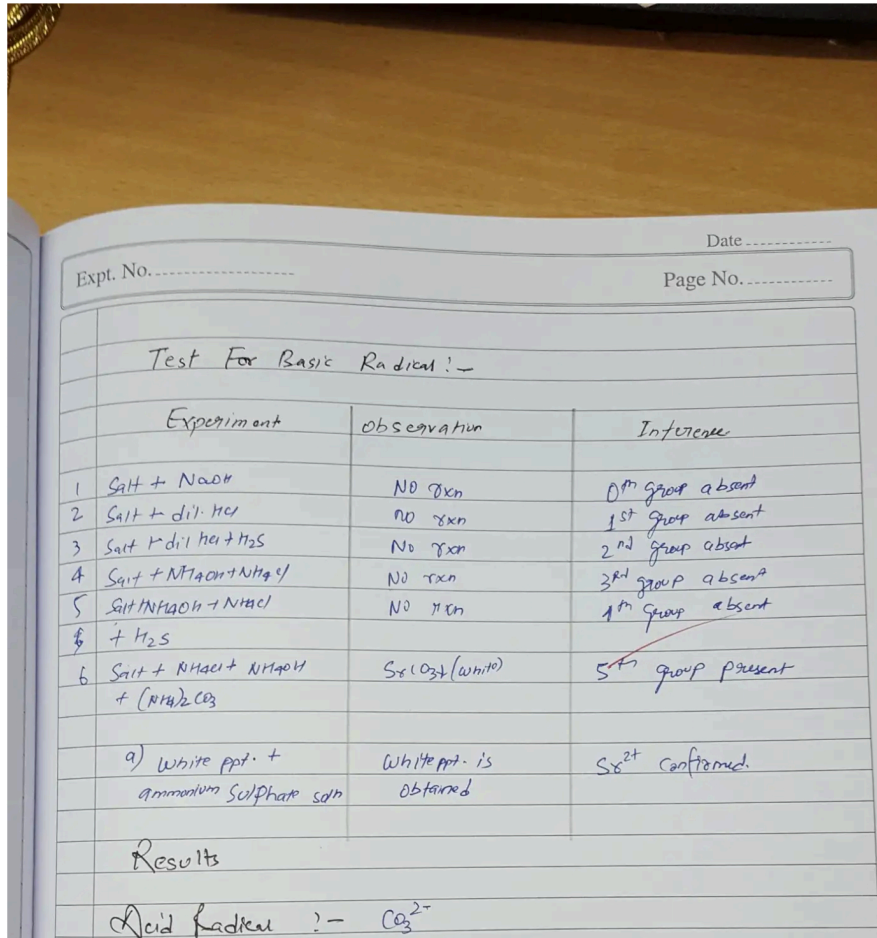 Date
Expt. No.
Page No.
Test For Basic Radical :-
Experiment Observation Inference
1 Salt + NaOH No rxn 0th group absent
2 Salt + dil. Hcl no rxn 1st group absent
3 Salt + dil hcl + H2S No rxn 2nd group absent
4 Salt + NH4OH + NH4Cl No rxn 3rd group absent
5 Salt + NH4OH + NH4Cl No rxn 4th group absent
+ H2S
6 Salt + NH4Cl + NH4OH SrCO3↓ (white) 5th group present
+ (NH4)2 CO3
a) White ppt. + White ppt. is Sr2+ confirmed.
ammonium Sulphate soln obtained
Results
Acid Radical :- CO3 2-